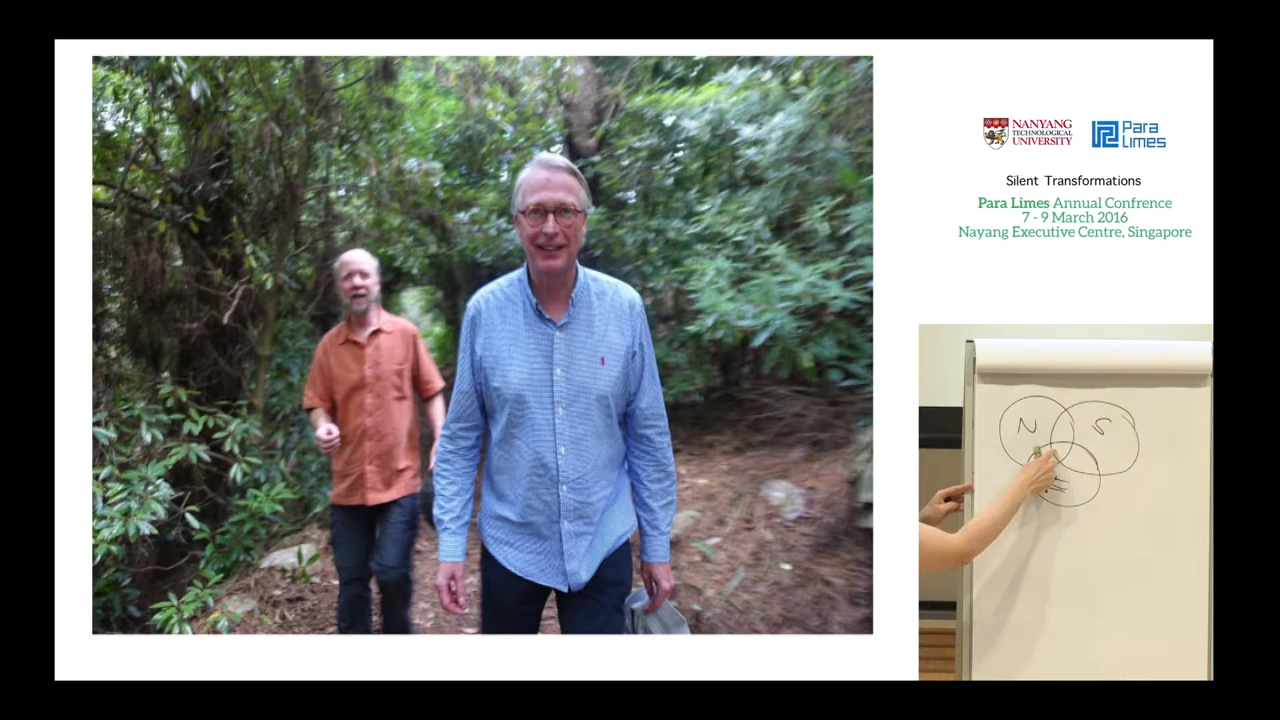 NANYANG
TECHNOLOGICAL
UNIVERSITY
Para
Limes
Silent Transformations
Para Limes Annual Confrence
7 - 9 March 2016
Nayang Executive Centre, Singapore
N
S
H